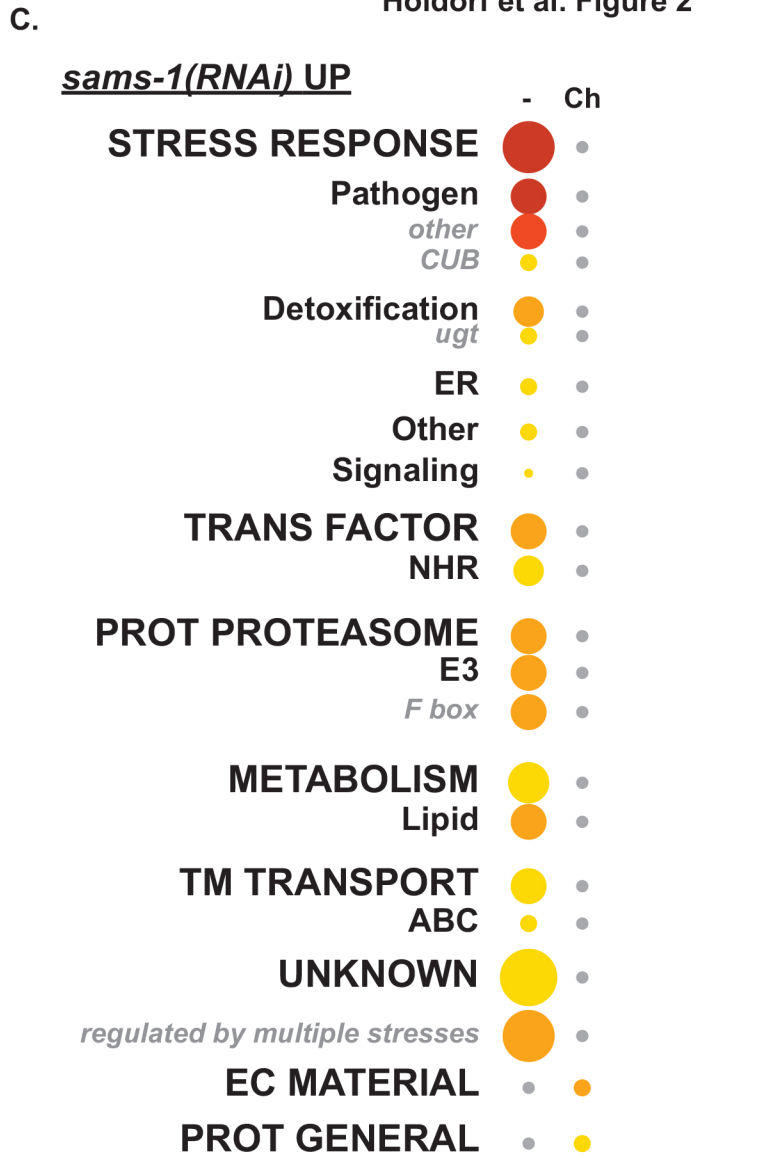 Holdorf et al. Figure 2
C.
sams-1(RNAi) UP
- Ch
STRESS RESPONSE
Pathogen
other
CUB
Detoxification
ugt
ER
Other
Signaling
TRANS FACTOR
NHR
PROT PROTEASOME
E3
F box
METABOLISM
Lipid
TM TRANSPORT
ABC
UNKNOWN
regulated by multiple stresses
EC MATERIAL
PROT GENERAL